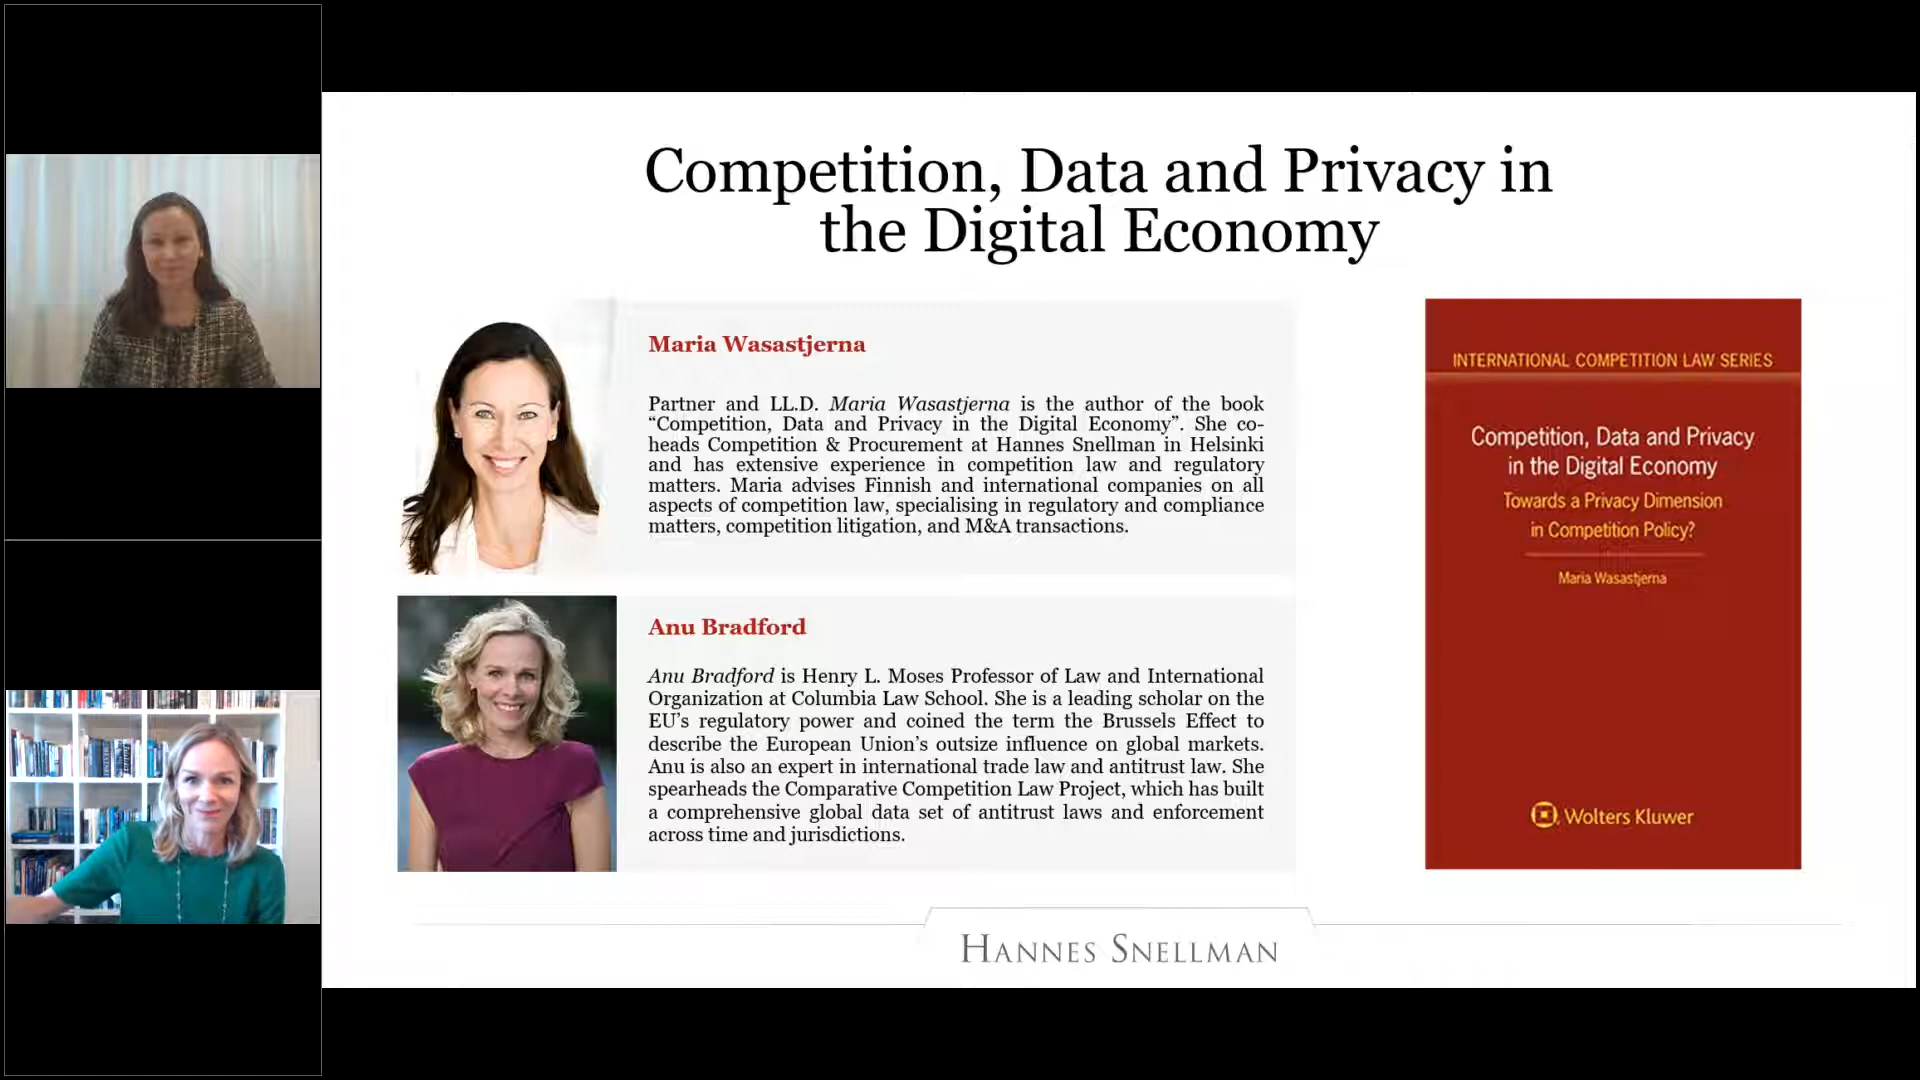 Competition, Data and Privacy in
the Digital Economy
Maria Wasastjerna
Partner and LL.D. Maria Wasastjerna is the author of the book
“Competition, Data and Privacy in the Digital Economy”. She co-
heads Competition & Procurement at Hannes Snellman in Helsinki
and has extensive experience in competition law and regulatory
matters. Maria advises Finnish and international companies on all
aspects of competition law, specialising in regulatory and compliance
matters, competition litigation, and M&A transactions.
Anu Bradford
Anu Bradford is Henry L. Moses Professor of Law and International
Organization at Columbia Law School. She is a leading scholar on the
EU’s regulatory power and coined the term the Brussels Effect to
describe the European Union’s outsize influence on global markets.
Anu is also an expert in international trade law and antitrust law. She
spearheads the Comparative Competition Law Project, which has built
a comprehensive global data set of antitrust laws and enforcement
across time and jurisdictions.
INTERNATIONAL COMPETITION LAW SERIES
Competition, Data and Privacy
in the Digital Economy
Towards a Privacy Dimension
in Competition Policy?
Maria Wasastjerna
Wolters Kluwer
HANNES SNELLMAN